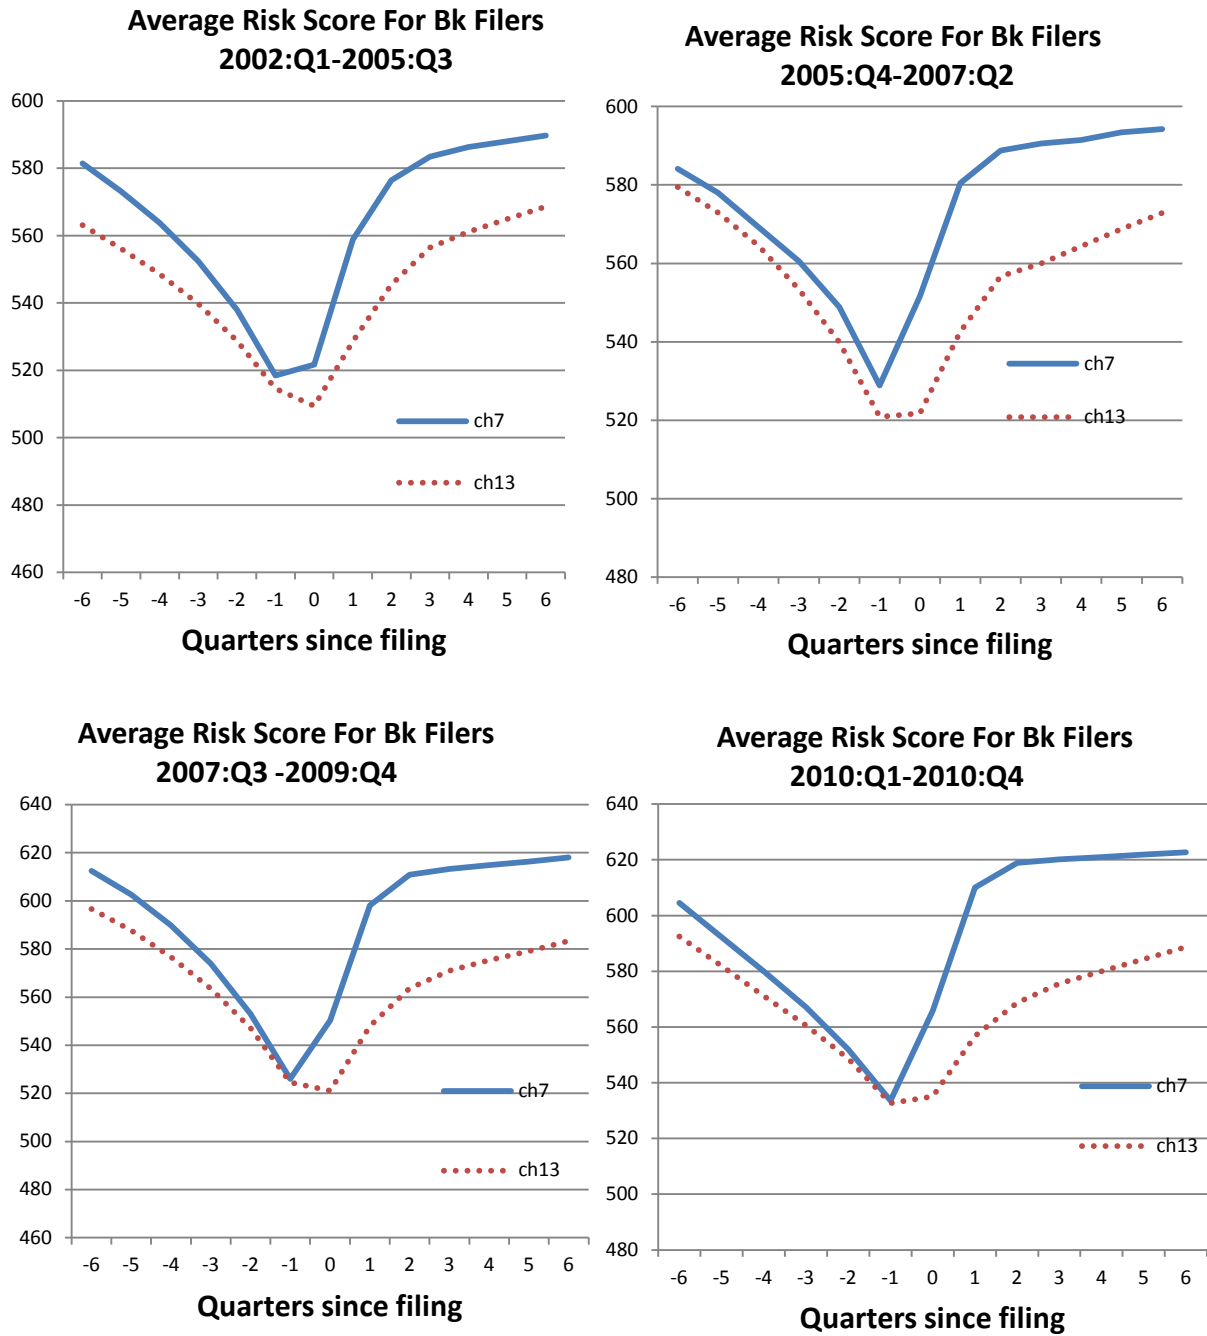 Average Risk Score For Bk Filers
2002:Q1-2005:Q3
600
580
560
540
520
500
480
460
ch7
ch13
-6 -5 -4 -3 -2 -1 0 1 2 3 4 5 6
Quarters since filing
Average Risk Score For Bk Filers
2005:Q4-2007:Q2
600
580
560
540
520
500
480
ch7
ch13
-6 -5 -4 -3 -2 -1 0 1 2 3 4 5 6
Quarters since filing
Average Risk Score For Bk Filers
2007:Q3 -2009:Q4
640
620
600
580
560
540
520
500
480
460
ch7
ch13
-6 -5 -4 -3 -2 -1 0 1 2 3 4 5 6
Quarters since filing
Average Risk Score For Bk Filers
2010:Q1-2010:Q4
640
620
600
580
560
540
520
500
480
ch7
ch13
-6 -5 -4 -3 -2 -1 0 1 2 3 4 5 6
Quarters since filing